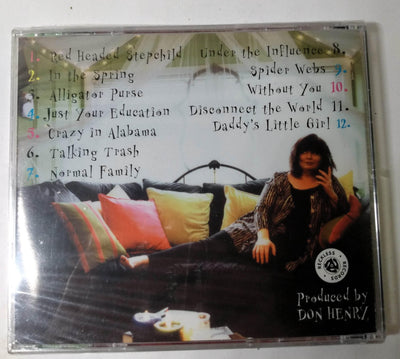 1. Red Headed Stepchild
2. In the Spring
3. Alligator Purse
4. Just Your Education
5. Crazy in Alabama
6. Talking Trash
7. Normal Family
Under the Influence 8.
Spider Webs 9.
Without You 10.
Disconnect the World 11.
Daddy's Little Girl 12.
RECKLESS
RECORDS
Produced by
DON HENRY